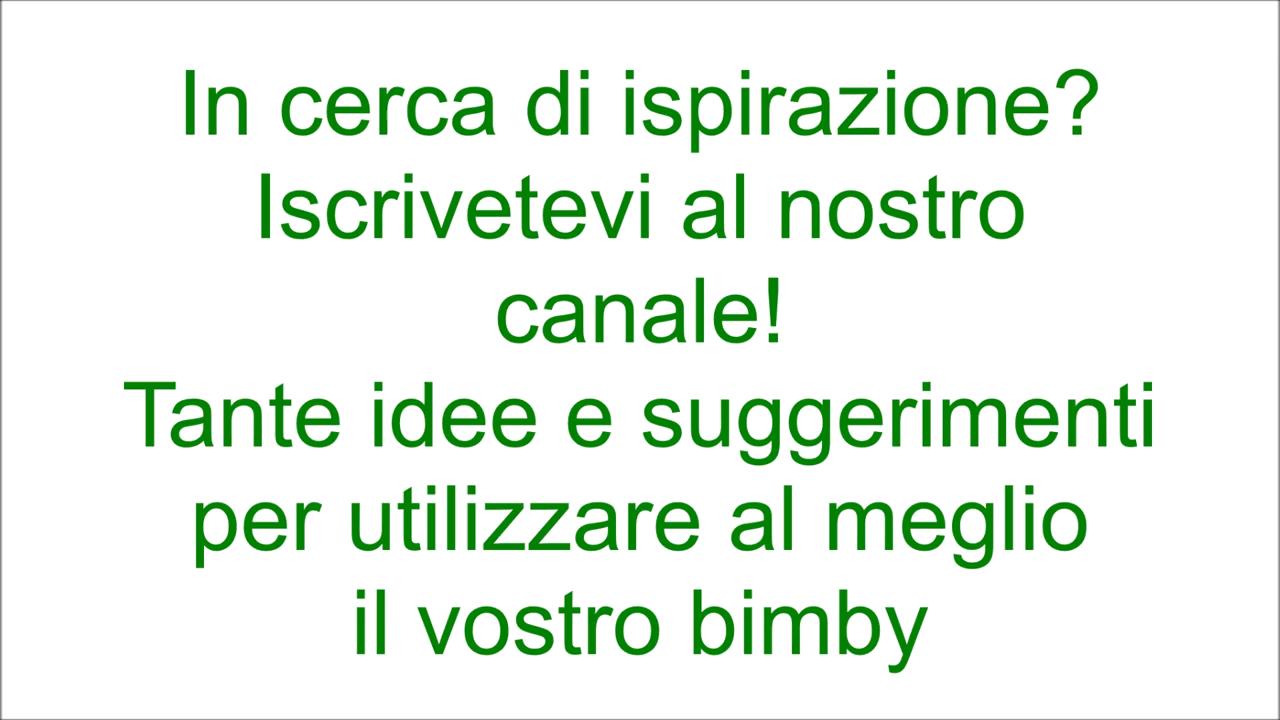 In cerca di ispirazione?
Iscrivetevi al nostro
canale!
Tante idee e suggerimenti
per utilizzare al meglio
il vostro bimby